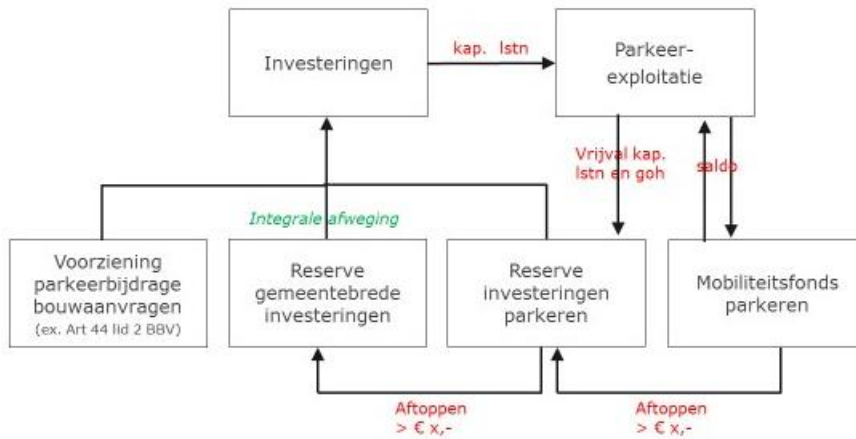 Investeringen
kap. lstn
Parkeer-
exploitatie
Vrijval kap.
lstn en goh
saldo
Integrale afweging
Voorziening
parkeerbijdrage
bouwaanvragen
(ex. Art 44 lid 2 BBV)
Reserve
gemeentebrede
investeringen
Reserve
investeringen
parkeren
Mobiliteitsfonds
parkeren
Aftoppen
> € x,-
Aftoppen
> € x,-